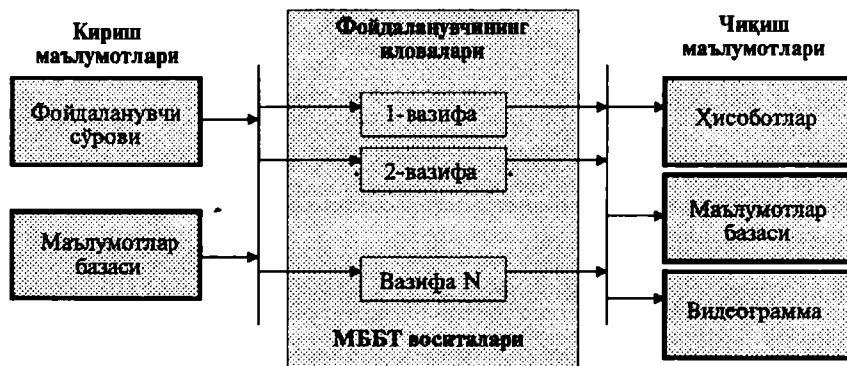 Кириш
маълумотлари
Фойдаланувчи
сўрови
Маълумотлар
базаси
Фойдаланувчининг
иловалари
1-вазифа
2-вазифа
Вазифа N
МББТ воситалари
Чиқиш
маълумотлари
Ҳисоботлар
Маълумотлар
базаси
Видеограмма